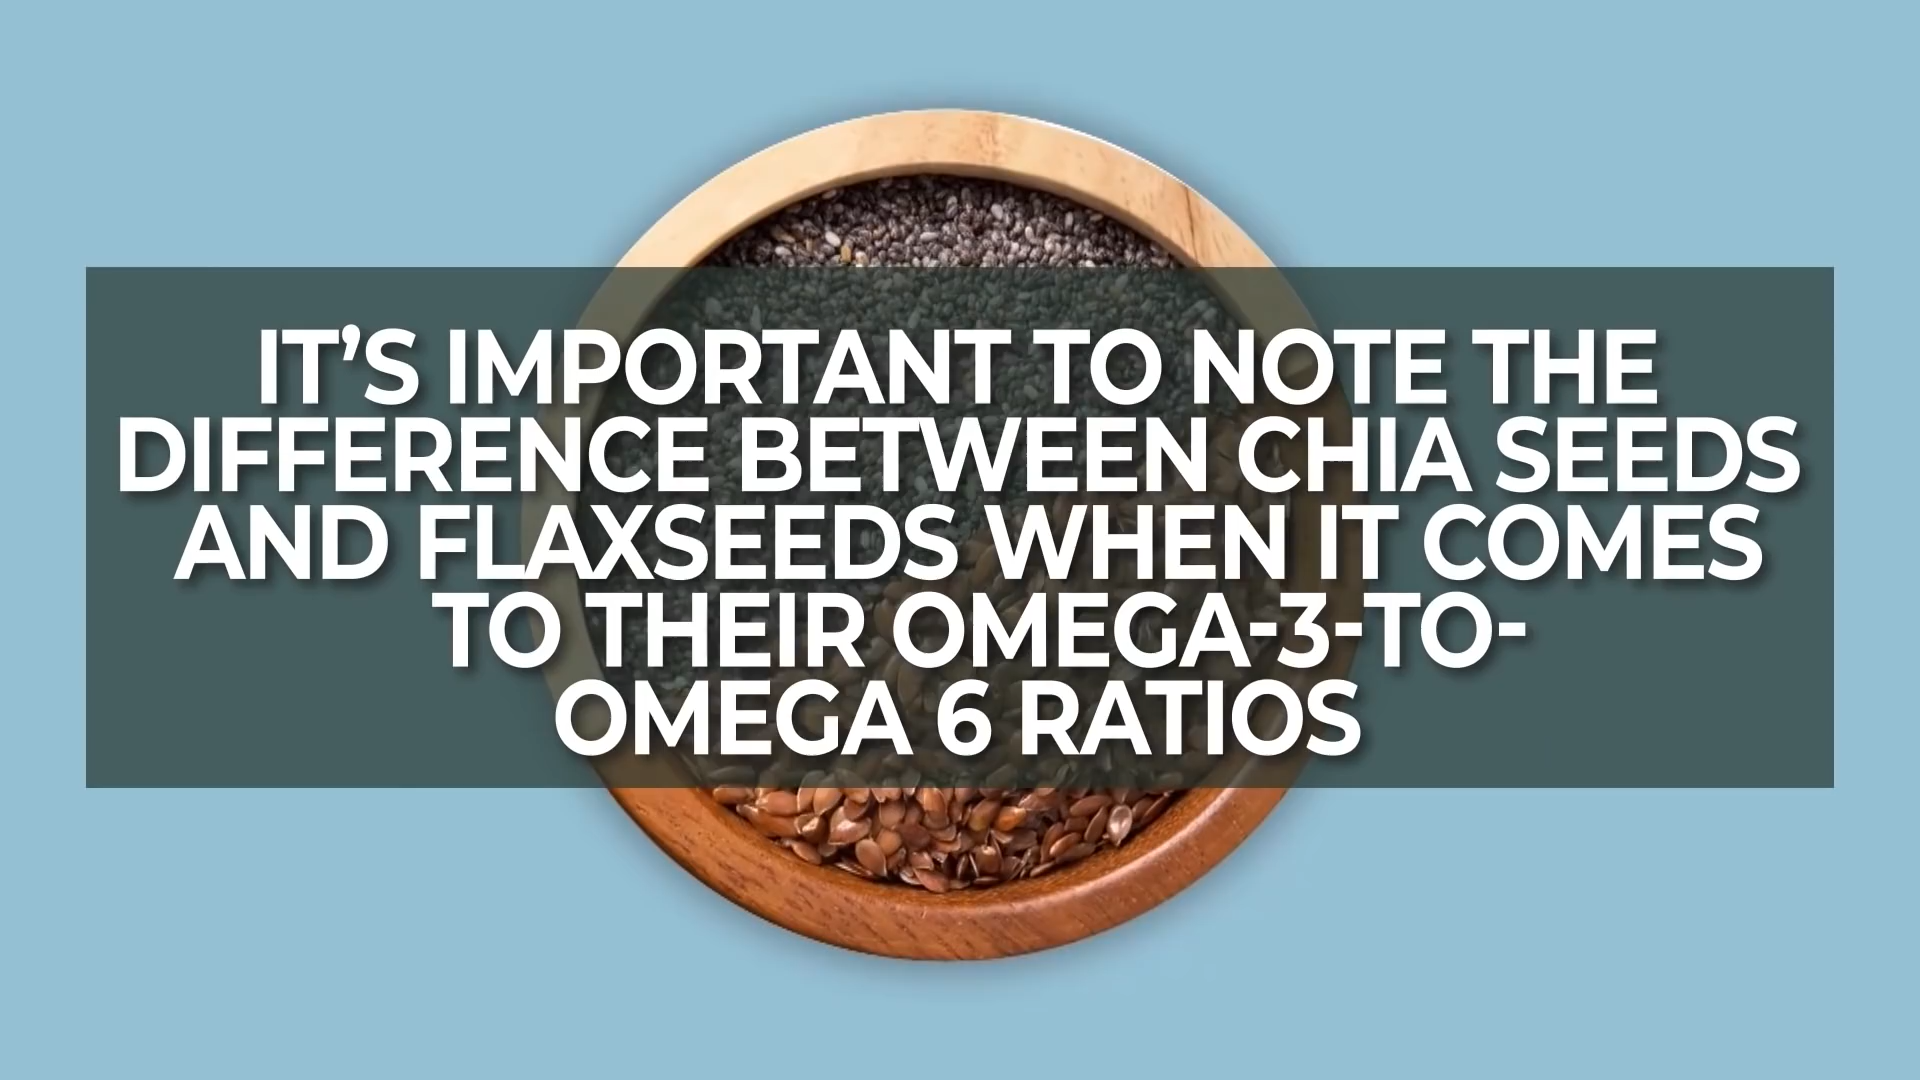 IT’S IMPORTANT TO NOTE THE
DIFFERENCE BETWEEN CHIA SEEDS
AND FLAXSEEDS WHEN IT COMES
TO THEIR OMEGA-3-TO-
OMEGA 6 RATIOS